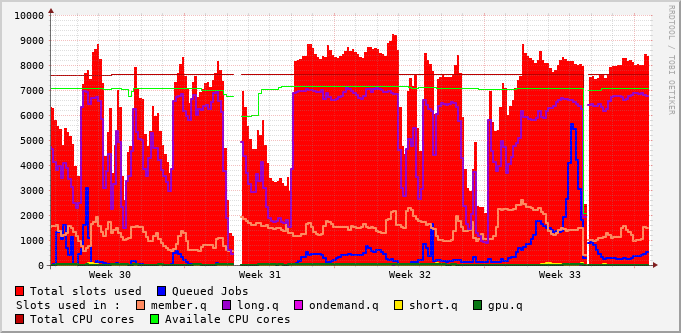 RRDTOOL / TOBI OETIKER
10000
9000
8000
7000
6000
5000
4000
3000
2000
1000
0
Week 30 Week 31 Week 32 Week 33
Total slots used Queued Jobs
Slots used in : member.q long.q ondemand.q short.q gpu.q
Total CPU cores Availale CPU cores